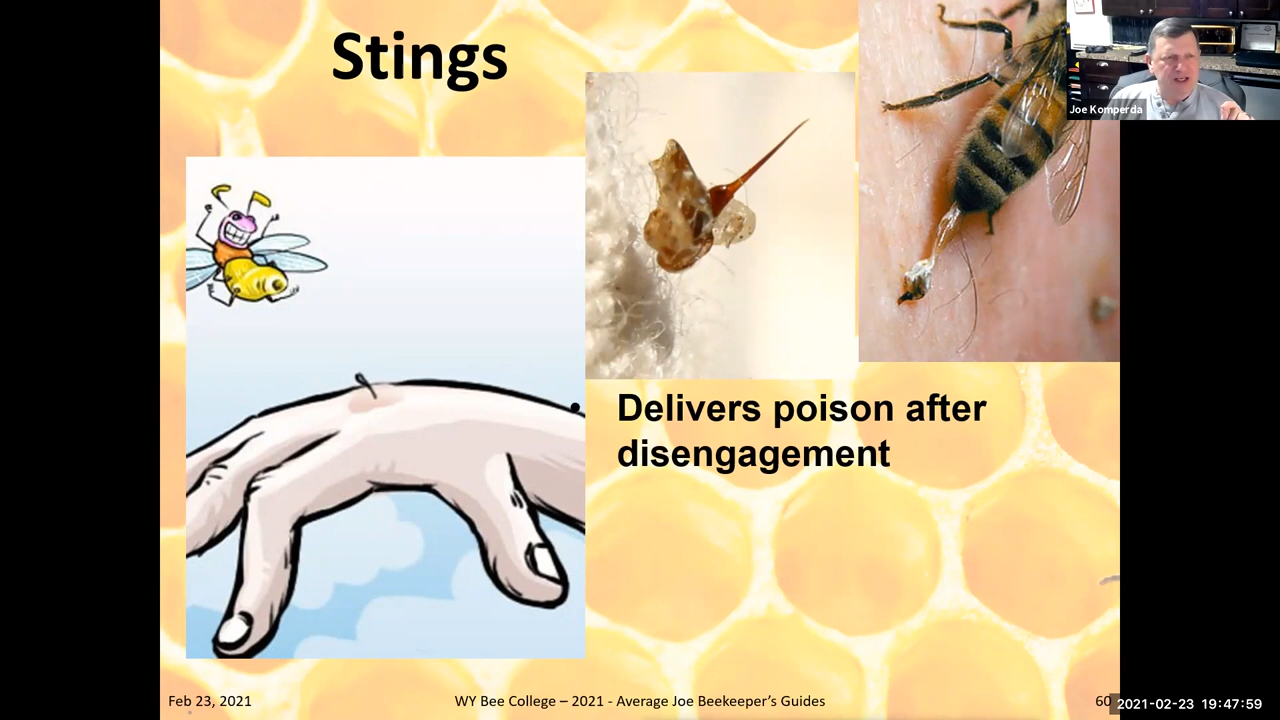 Stings
Joe Komperda
• Delivers poison after
disengagement
Feb 23, 2021
WY Bee College – 2021 - Average Joe Beekeeper's Guides
60
2021-02-23 19:47:59